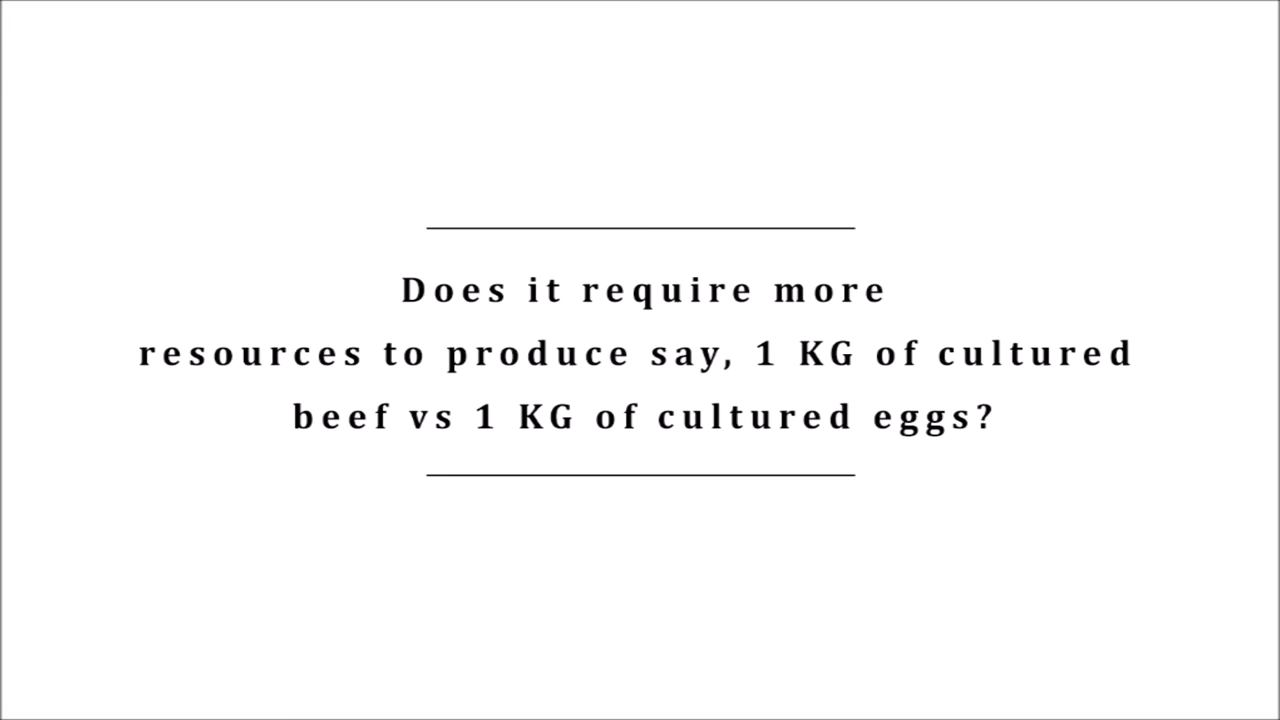 Does it require more
resources to produce say, 1 KG of cultured
beef vs 1 KG of cultured eggs?